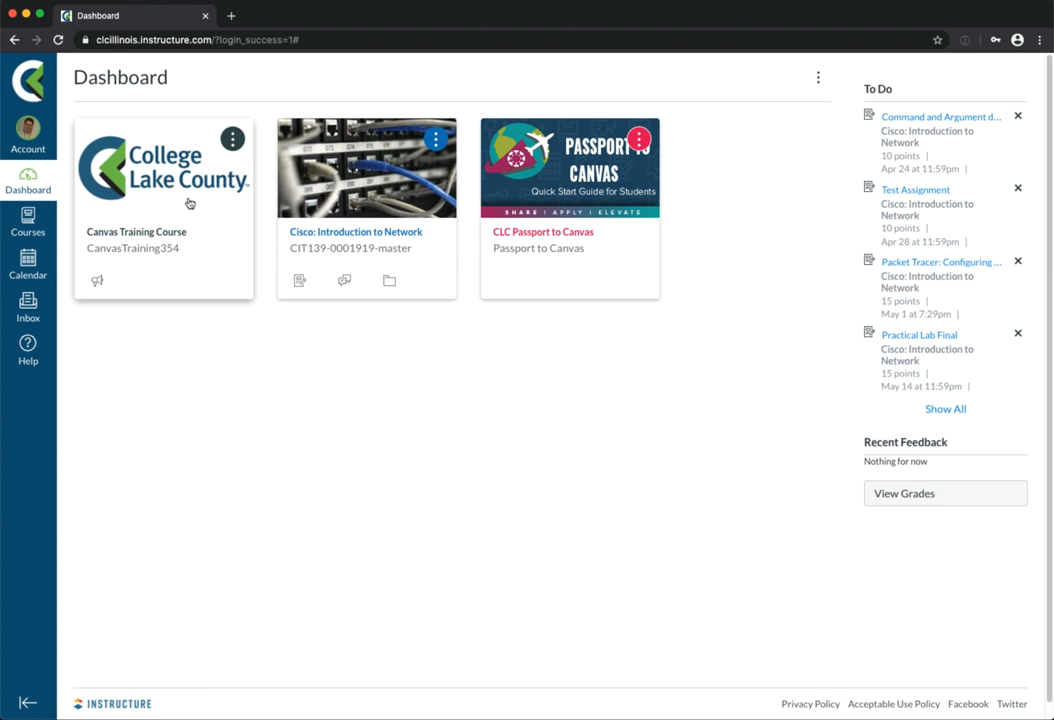 Dashboard
clcillinois.instructure.com/?login_success=1#
Account
Dashboard
Courses
Calendar
Inbox
Help
Dashboard
College
Lake County
Canvas Training Course
CanvasTraining354
Cisco: Introduction to Network
CIT139-0001919-master
PASSPORT TO
CANVAS
Quick Start Guide for Students
SHARE | APPLY | ELEVATE
CLC Passport to Canvas
Passport to Canvas
To Do
Command and Argument d...
Cisco: Introduction to
Network
10 points |
Apr 24 at 11:59pm |
Test Assignment
Cisco: Introduction to
Network
10 points |
Apr 28 at 11:59pm |
Packet Tracer: Configuring ...
Cisco: Introduction to
Network
15 points |
May 1 at 7:29pm |
Practical Lab Final
Cisco: Introduction to
Network
15 points |
May 14 at 11:59pm |
Show All
Recent Feedback
Nothing for now
View Grades
INSTRUCTURE
Privacy Policy Acceptable Use Policy Facebook Twitter